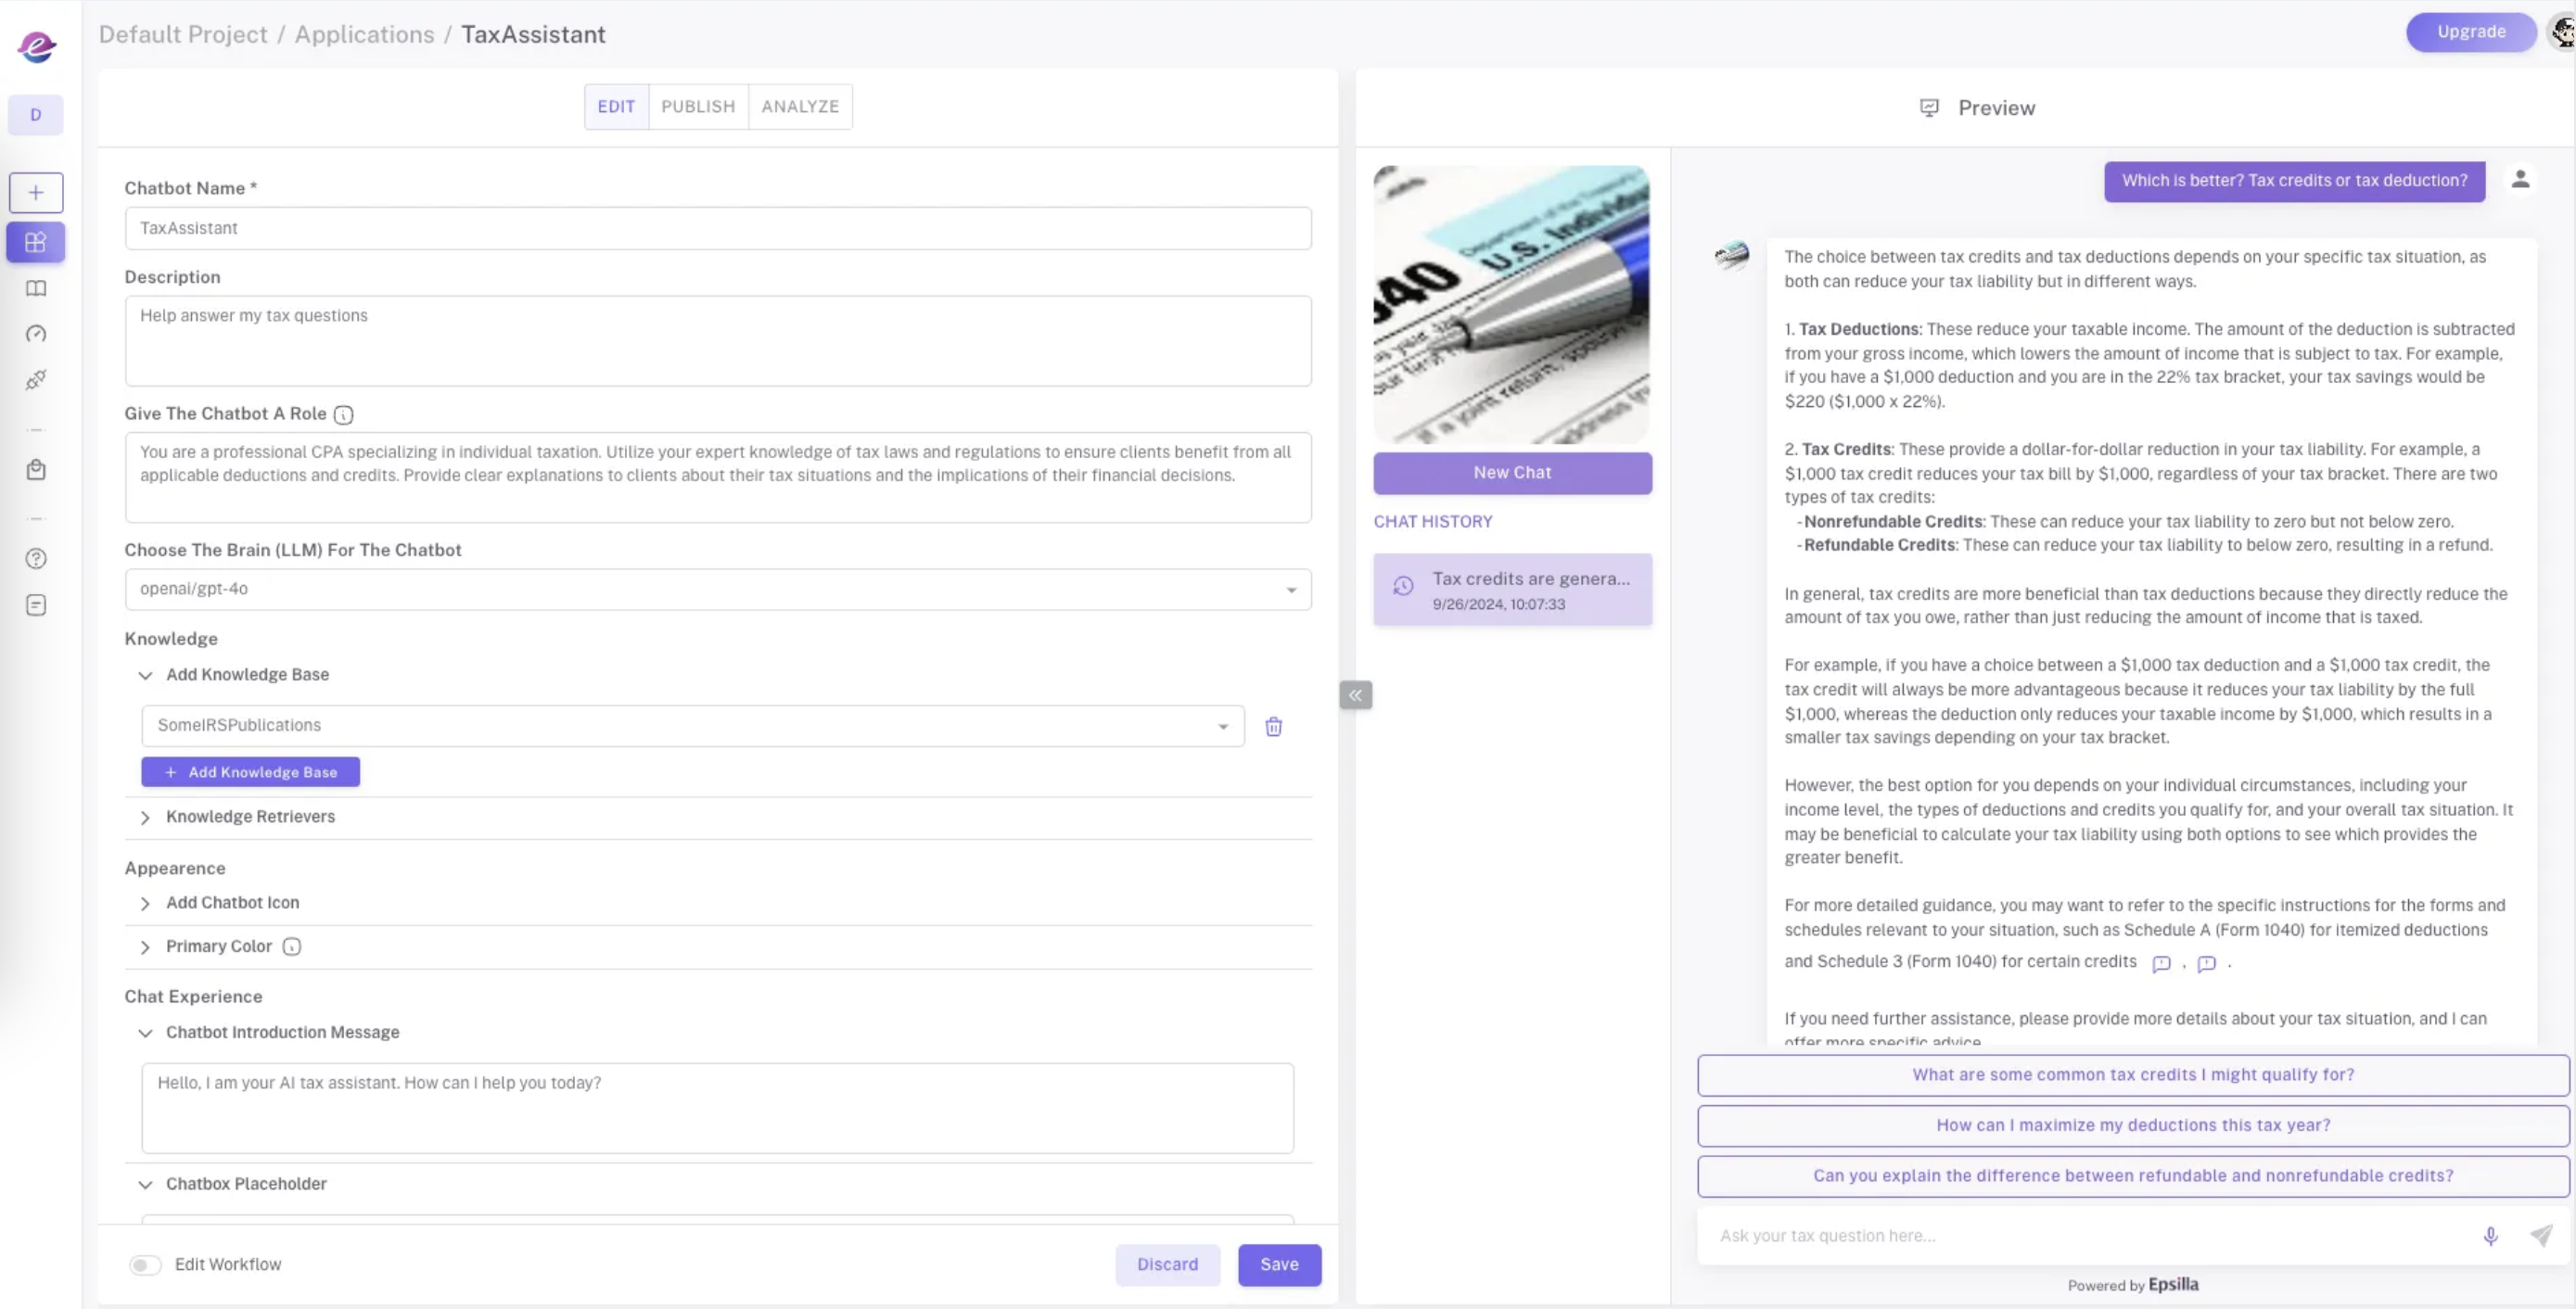 Default Project / Applications / TaxAssistant
Upgrade
D
EDIT
PUBLISH
ANALYZE
Chatbot Name *
TaxAssistant
Description
Help answer my tax questions
Give The Chatbot A Role
You are a professional CPA specializing in individual taxation. Utilize your expert knowledge of tax laws and regulations to ensure clients benefit from all
applicable deductions and credits. Provide clear explanations to clients about their tax situations and the implications of their financial decisions.
Choose The Brain (LLM) For The Chatbot
openai/gpt-4o
Knowledge
Add Knowledge Base
SomeIRSPublications
+ Add Knowledge Base
Knowledge Retrievers
Appearence
Add Chatbot Icon
Primary Color
Chat Experience
Chatbot Introduction Message
Hello, I am your AI tax assistant. How can I help you today?
Chatbox Placeholder
Edit Workflow
Discard
Save
Preview
Department of the Treasury
U.S. Individu
040
a joint return, spou
address (
New Chat
CHAT HISTORY
Tax credits are genera...
9/26/2024, 10:07:33
Which is better? Tax credits or tax deduction?
The choice between tax credits and tax deductions depends on your specific tax situation, as
both can reduce your tax liability but in different ways.
1. Tax Deductions: These reduce your taxable income. The amount of the deduction is subtracted
from your gross income, which lowers the amount of income that is subject to tax. For example,
if you have a $1,000 deduction and you are in the 22% tax bracket, your tax savings would be
$220 ($1,000 x 22%).
2. Tax Credits: These provide a dollar-for-dollar reduction in your tax liability. For example, a
$1,000 tax credit reduces your tax bill by $1,000, regardless of your tax bracket. There are two
types of tax credits:
-Nonrefundable Credits: These can reduce your tax liability to zero but not below zero.
-Refundable Credits: These can reduce your tax liability to below zero, resulting in a refund.
In general, tax credits are more beneficial than tax deductions because they directly reduce the
amount of tax you owe, rather than just reducing the amount of income that is taxed.
For example, if you have a choice between a $1,000 tax deduction and a $1,000 tax credit, the
tax credit will always be more advantageous because it reduces your tax liability by the full
$1,000, whereas the deduction only reduces your taxable income by $1,000, which results in a
smaller tax savings depending on your tax bracket.
However, the best option for you depends on your individual circumstances, including your
income level, the types of deductions and credits you qualify for, and your overall tax situation. It
may be beneficial to calculate your tax liability using both options to see which provides the
greater benefit.
For more detailed guidance, you may want to refer to the specific instructions for the forms and
schedules relevant to your situation, such as Schedule A (Form 1040) for itemized deductions
and Schedule 3 (Form 1040) for certain credits , .
If you need further assistance, please provide more details about your tax situation, and I can
offer more specific advice
What are some common tax credits I might qualify for?
How can I maximize my deductions this tax year?
Can you explain the difference between refundable and nonrefundable credits?
Ask your tax question here...
Powered by Epsilla